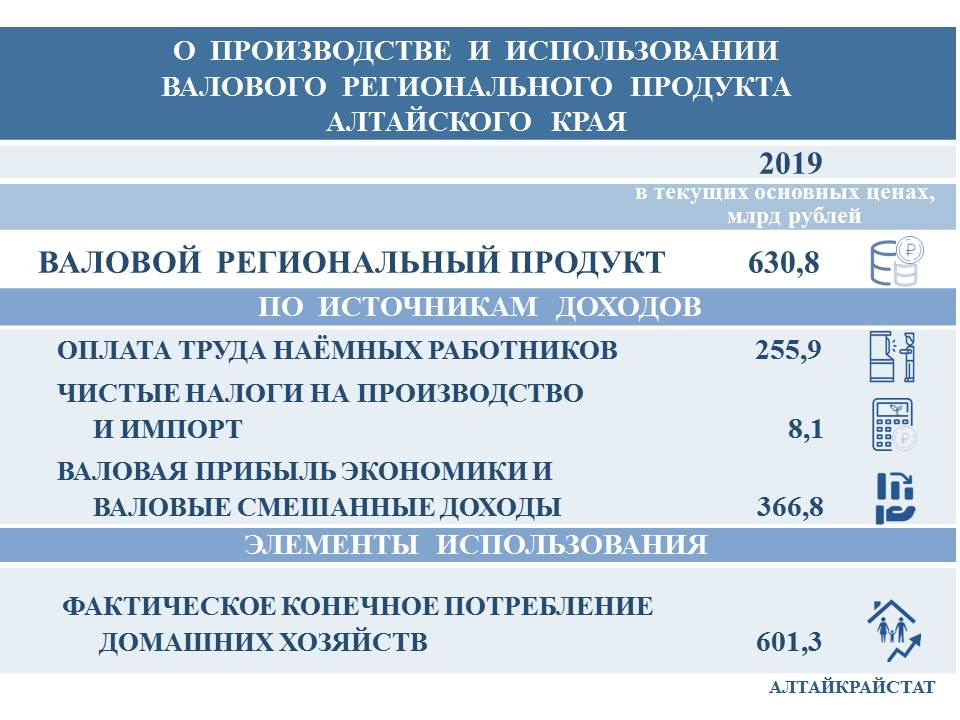 О ПРОИЗВОДСТВЕ И ИСПОЛЬЗОВАНИИ
ВАЛОВОГО РЕГИОНАЛЬНОГО ПРОДУКТА
АЛТАЙСКОГО КРАЯ
2019
в текущих основных ценах,
млрд рублей
ВАЛОВОЙ РЕГИОНАЛЬНЫЙ ПРОДУКТ 630,8
ПО ИСТОЧНИКАМ ДОХОДОВ
ОПЛАТА ТРУДА НАЁМНЫХ РАБОТНИКОВ 255,9
ЧИСТЫЕ НАЛОГИ НА ПРОИЗВОДСТВО
И ИМПОРТ 8,1
ВАЛОВАЯ ПРИБЫЛЬ ЭКОНОМИКИ И
ВАЛОВЫЕ СМЕШАННЫЕ ДОХОДЫ 366,8
ЭЛЕМЕНТЫ ИСПОЛЬЗОВАНИЯ
ФАКТИЧЕСКОЕ КОНЕЧНОЕ ПОТРЕБЛЕНИЕ
ДОМАШНИХ ХОЗЯЙСТВ 601,3
АЛТАЙКРАЙСТАТ